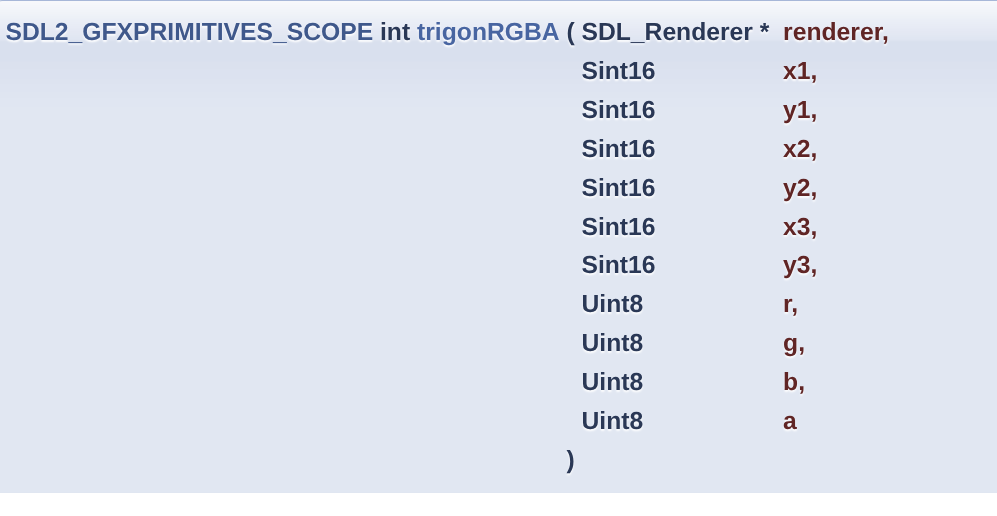 SDL2_GFXPRIMITIVES_SCOPE int trigonRGBA ( SDL_Renderer * renderer,
Sint16 x1,
Sint16 y1,
Sint16 x2,
Sint16 y2,
Sint16 x3,
Sint16 y3,
Uint8 r,
Uint8 g,
Uint8 b,
Uint8 a
)